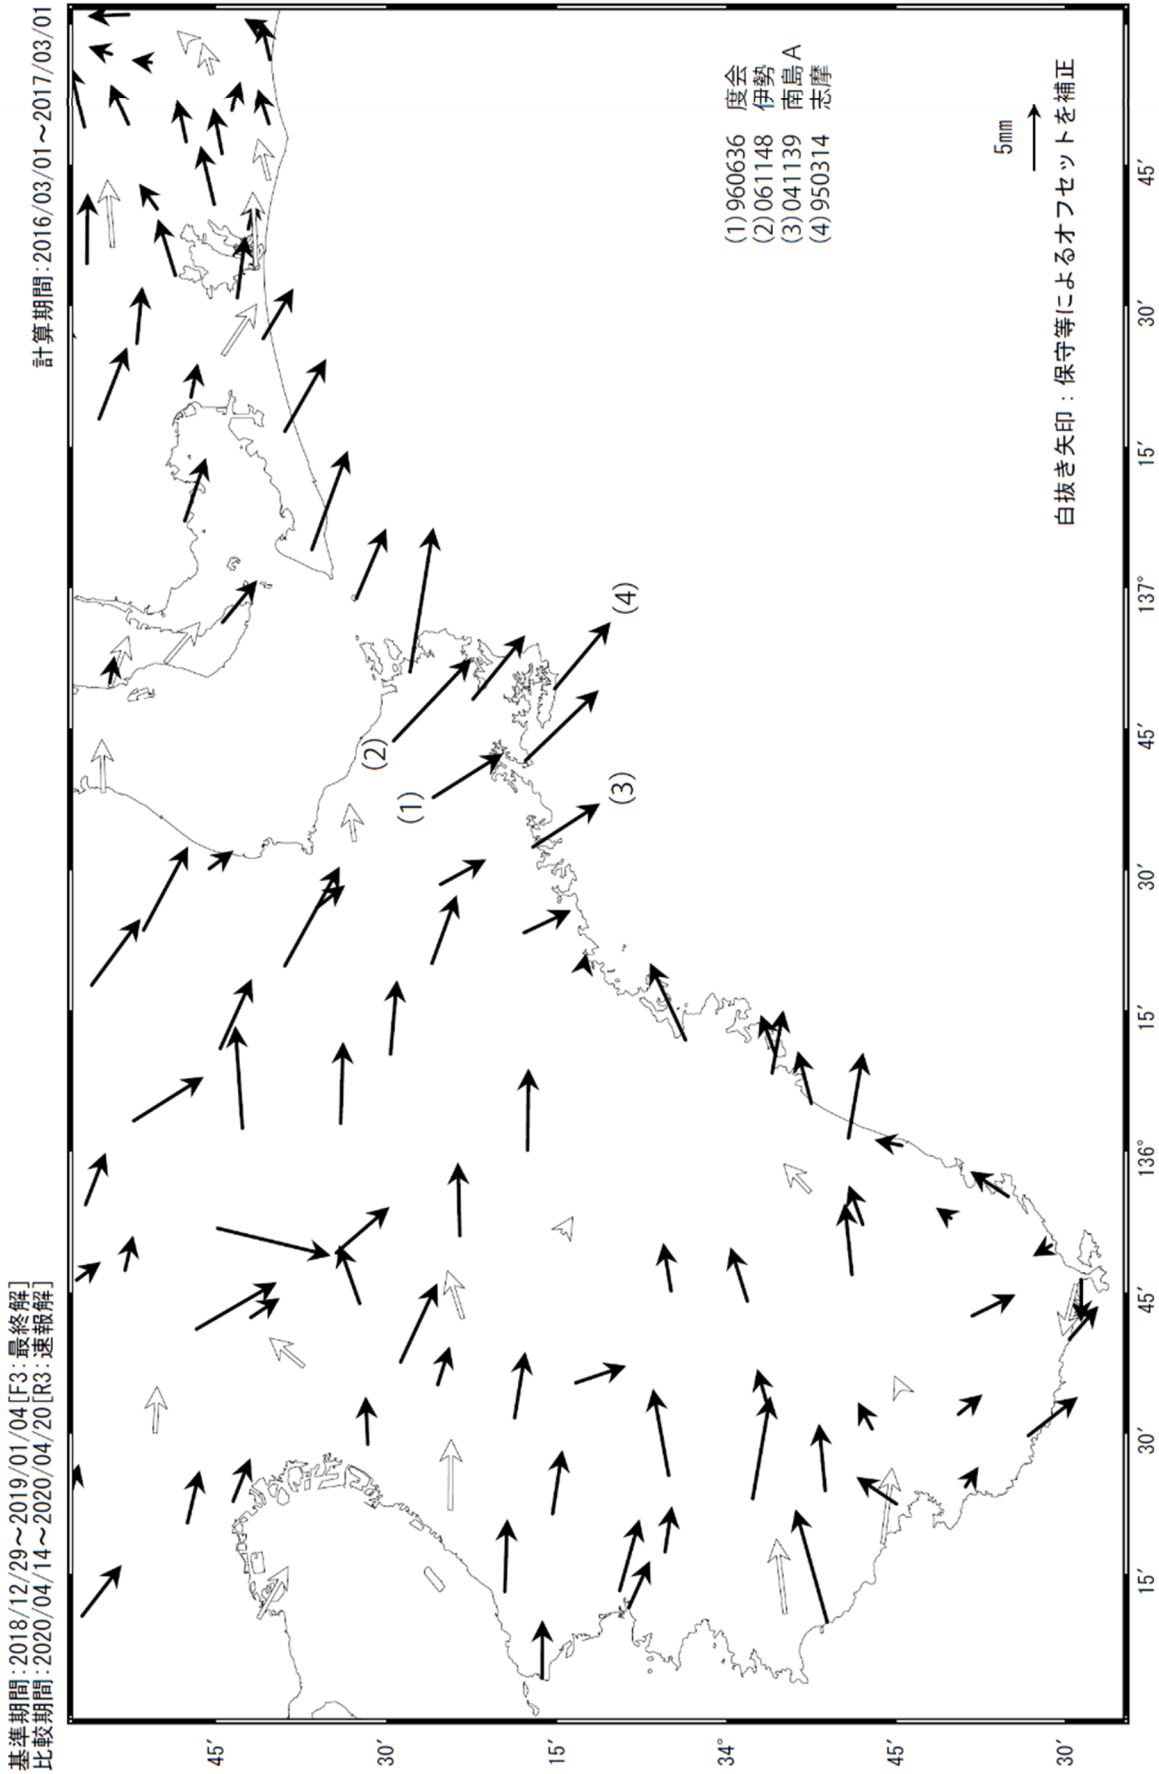 基準期間:2018/12/29～2019/01/04[F3:最終解]
比較期間:2020/04/14～2020/04/20[R3:速報解]
計算期間:2016/03/01～2017/03/01
45′
30′
15′
34°
45′
30′
(1)
(2)
(3)
(4)
(1)960636 度会
(2)061148 伊勢
(3)041139 南島A
(4)950314 志摩
5mm
白抜き矢印:保守等によるオフセットを補正
15′
30′
45′
136°
15′
30′
45′
137°
15′
30′
45′